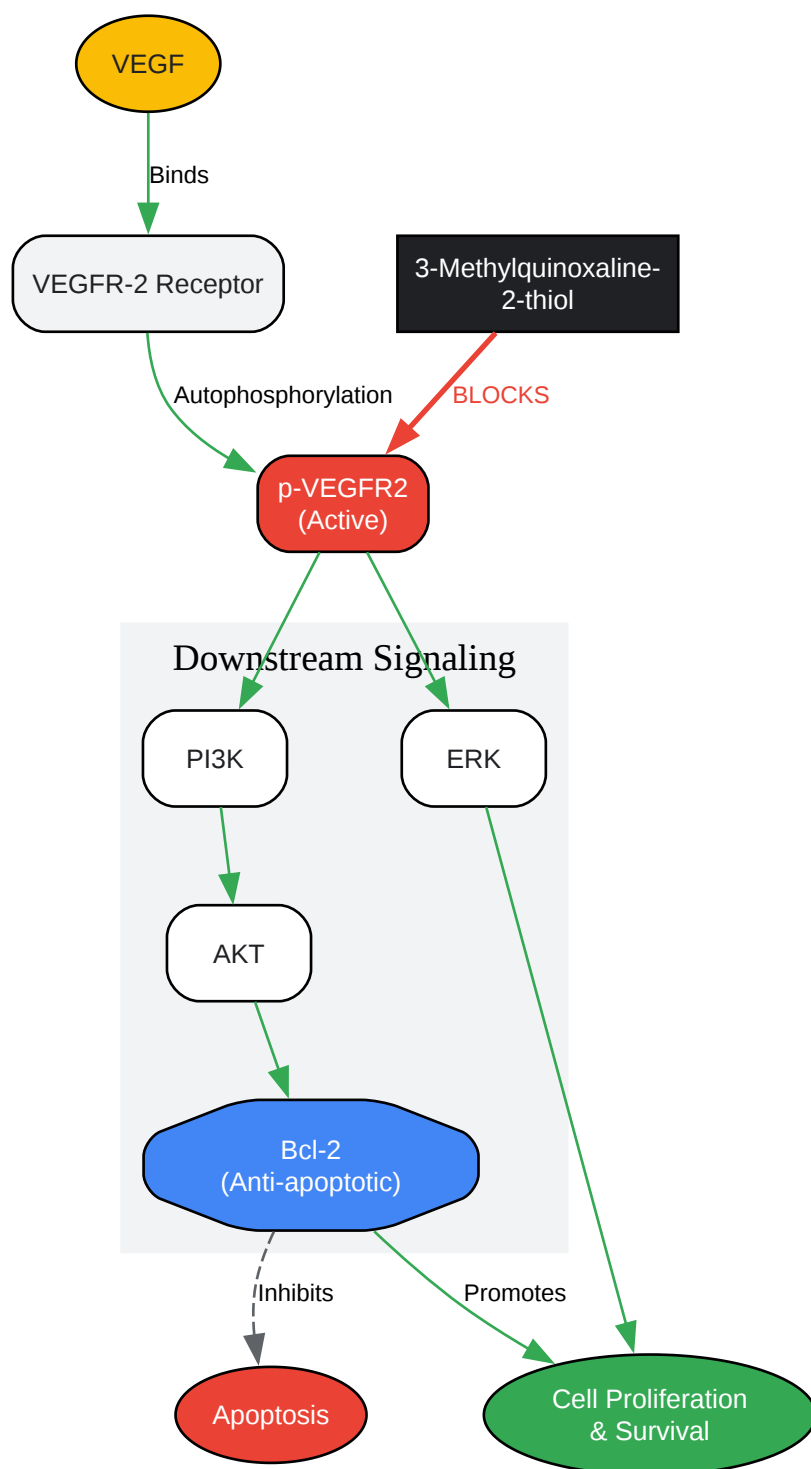 VEGF
Binds
VEGFR-2 Receptor
3-Methylquinoxaline-
2-thiol
Autophosphorylation
BLOCKS
p-VEGFR2
(Active)
Downstream Signaling
PI3K
ERK
AKT
Bcl-2
(Anti-apoptotic)
Inhibits
Promotes
Apoptosis
Cell Proliferation
& Survival